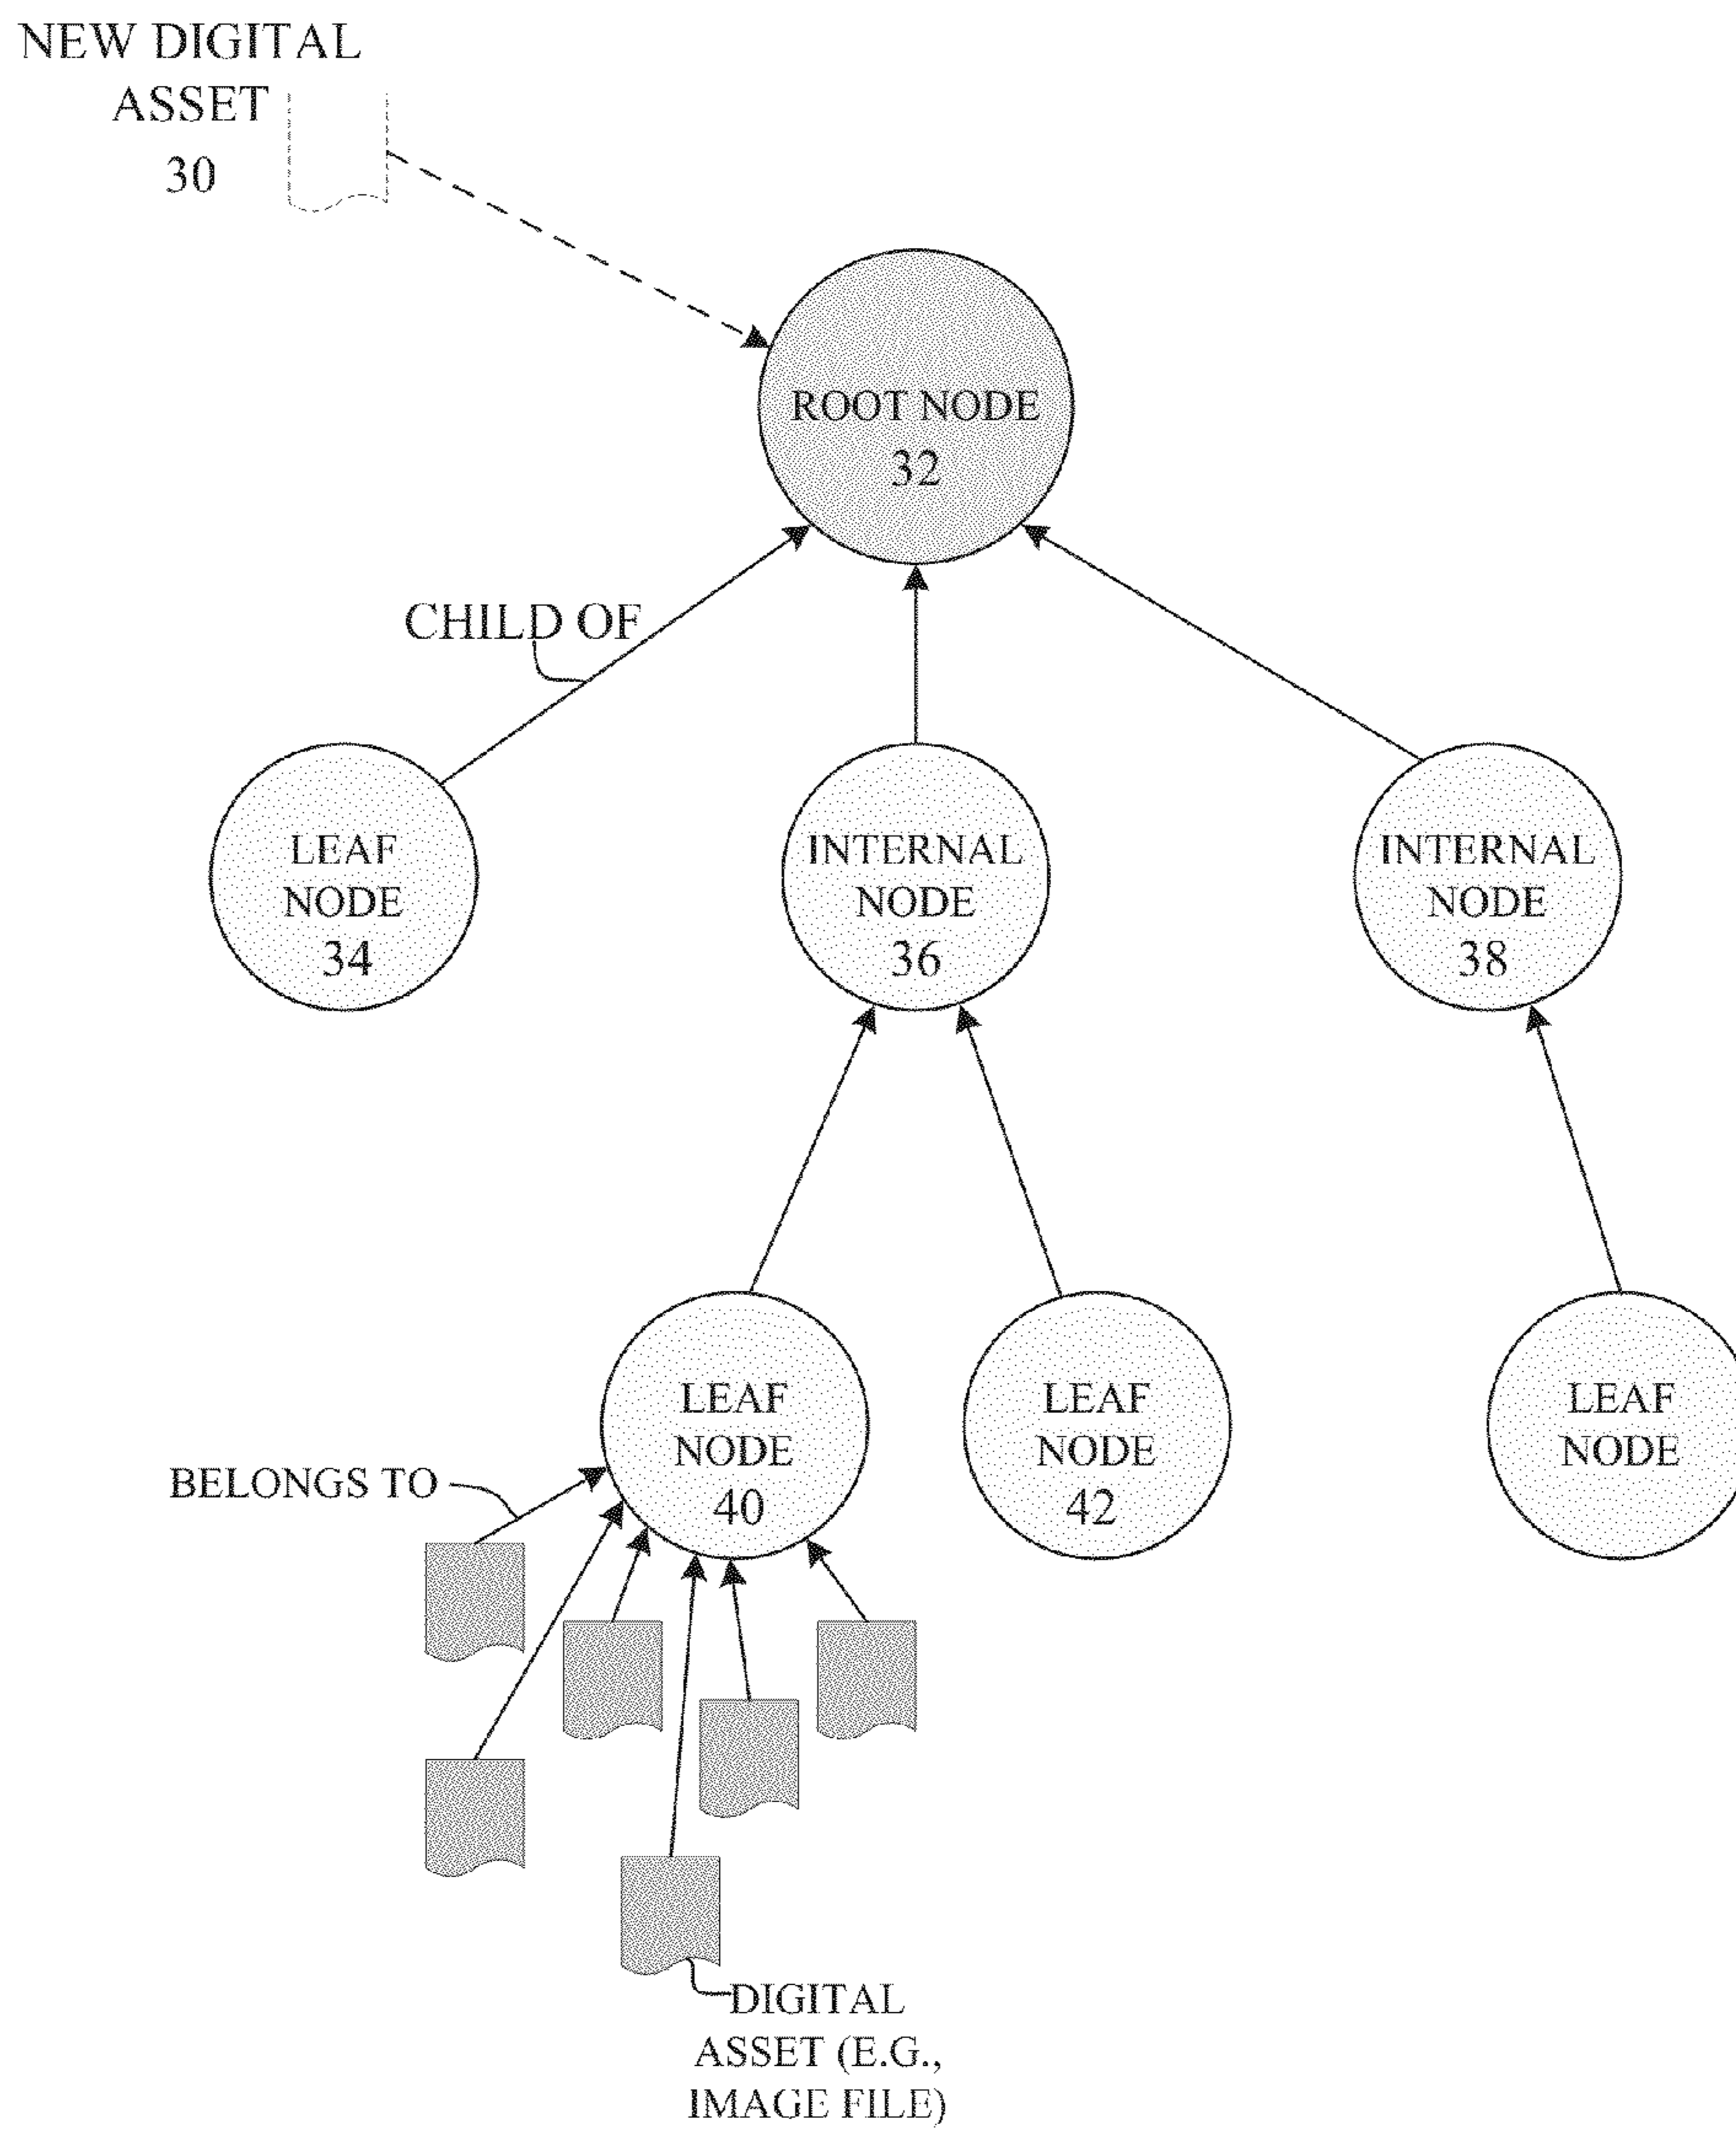 NEW DIGITAL
ASSET
30
ROOT NODE
32
CHILD OF
LEAF
NODE
34
INTERNAL
NODE
36
INTERNAL
NODE
38
LEAF
NODE
40
LEAF
NODE
42
LEAF
NODE
BELONGS TO
DIGITAL
ASSET (E.G.,
IMAGE FILE)